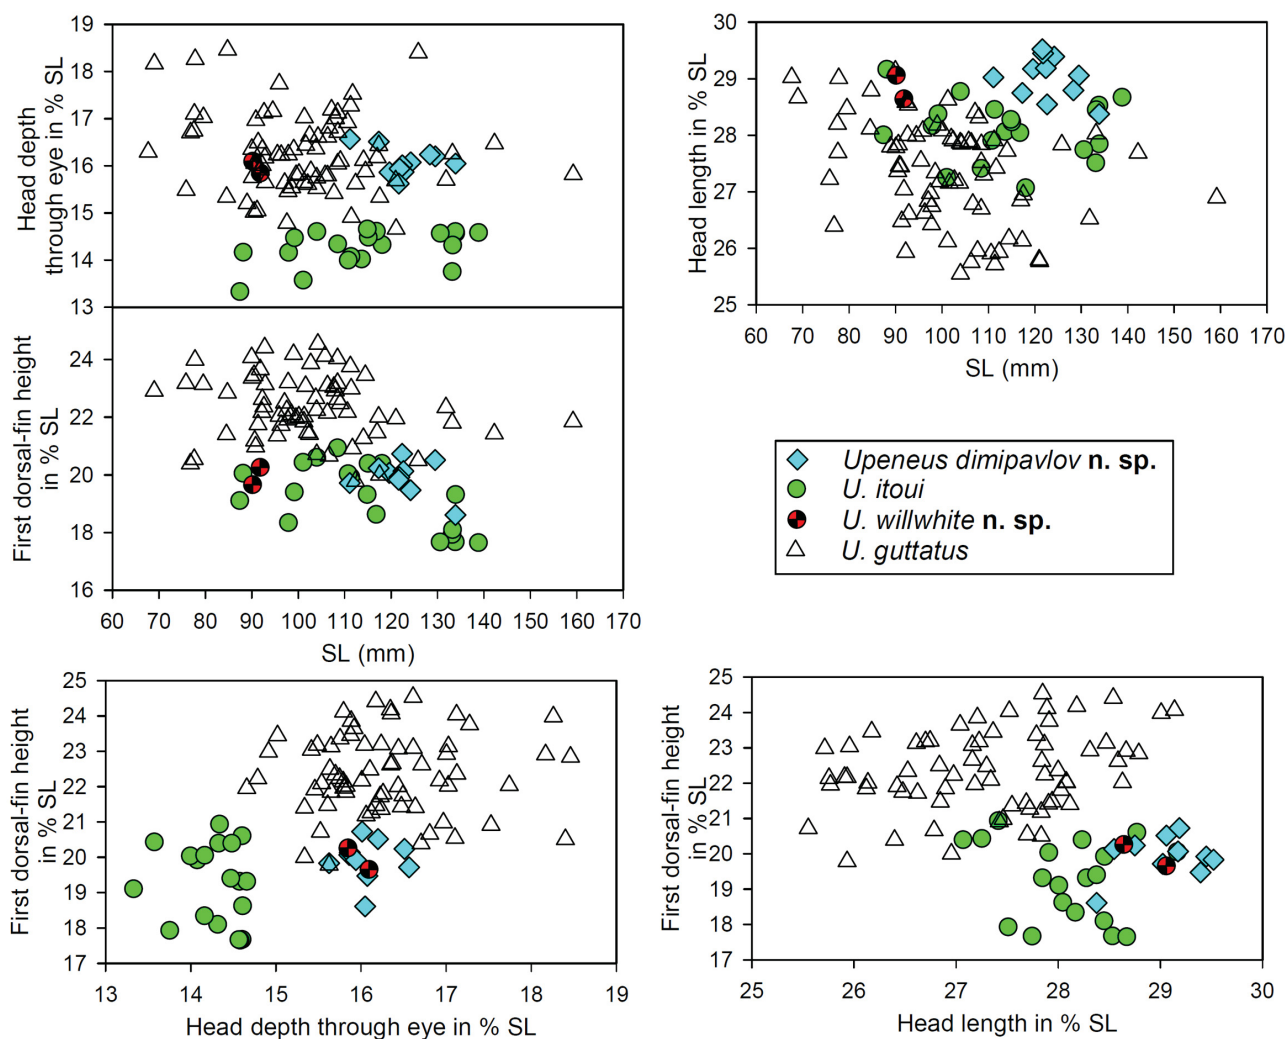 Head depth
through eye in % SL
19
18
17
16
15
14
13
First dorsal-fin height
in % SL
24
22
20
18
16
60 70 80 90 100 110 120 130 140 150 160 170
SL (mm)
Head length in % SL
30
29
28
27
26
25
60 70 80 90 100 110 120 130 140 150 160 170
SL (mm)
Upeneus dimipavlov n. sp.
U. itoui
U. willwhite n. sp.
U. guttatus
First dorsal-fin height
in % SL
25
24
23
22
21
20
19
18
17
13 14 15 16 17 18 19
Head depth through eye in % SL
First dorsal-fin height
in % SL
25
24
23
22
21
20
19
18
17
25 26 27 28 29 30
Head length in % SL